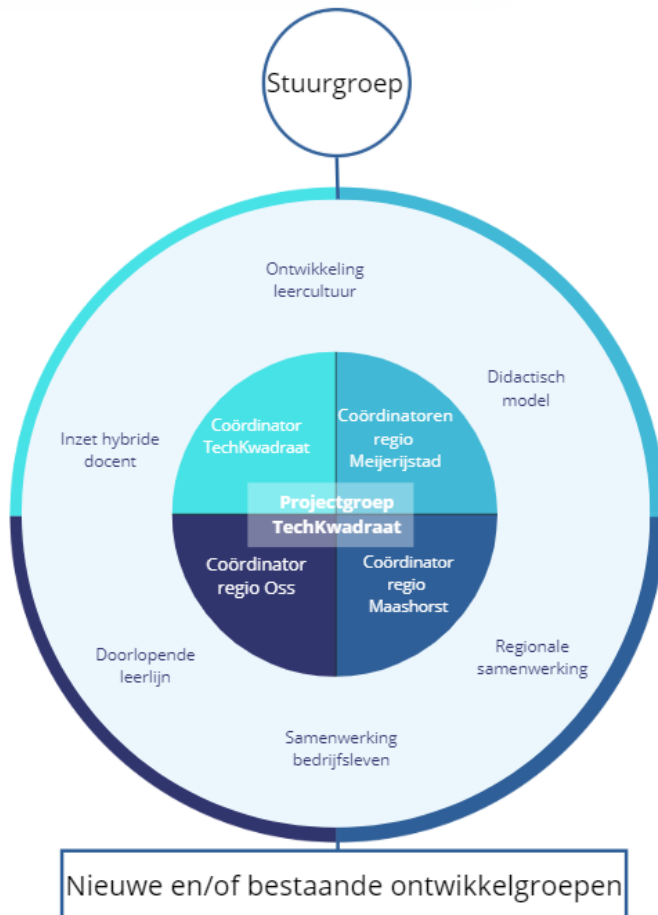 Stuurgroep
Ontwikkeling
leercultuur
Didactisch
model
Inzet hybride
docent
Coördinator
TechKwadraat
Coördinatoren
regio
Meijerijstad
Projectgroep
TechKwadraat
Coördinator
regio Oss
Coördinator
regio
Maashorst
Doorlopende
leerlijn
Regionale
samenwerking
Samenwerking
bedrijfsleven
Nieuwe en/of bestaande ontwikkelgroepen